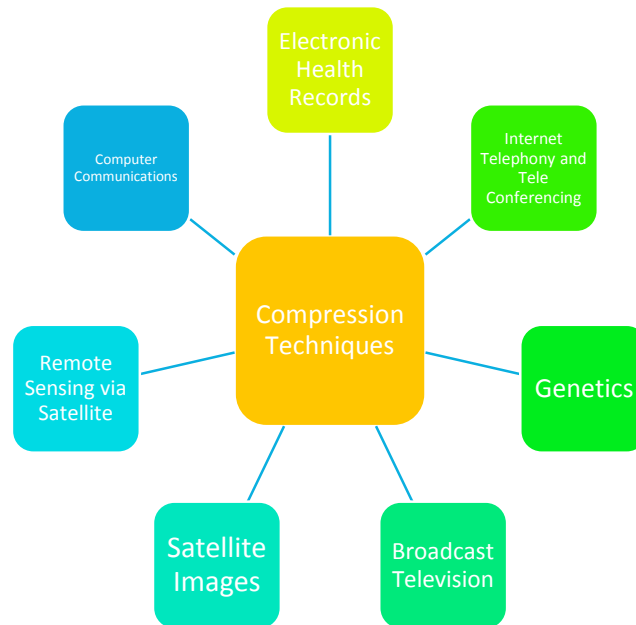 Electronic
Health
Records
Computer
Communications
Internet
Telephony and
Tele
Conferencing
Compression
Techniques
Remote
Sensing via
Satellite
Genetics
Satellite
Images
Broadcast
Television